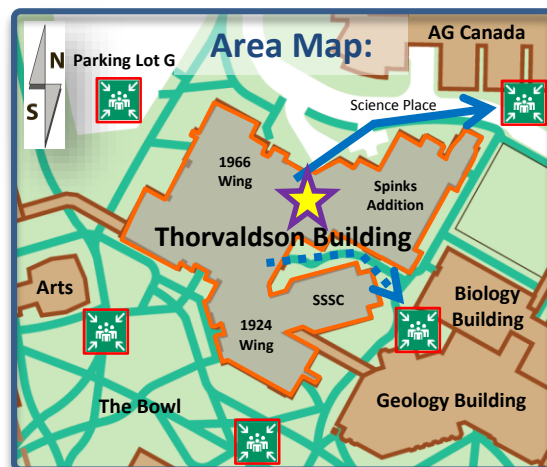 Area Map:
AG Canada
N
S
Parking Lot G
Science Place
1966
Wing
Spinks
Addition
Thorvaldson Building
Arts
SSSC
1924
Wing
Biology
Building
The Bowl
Geology Building